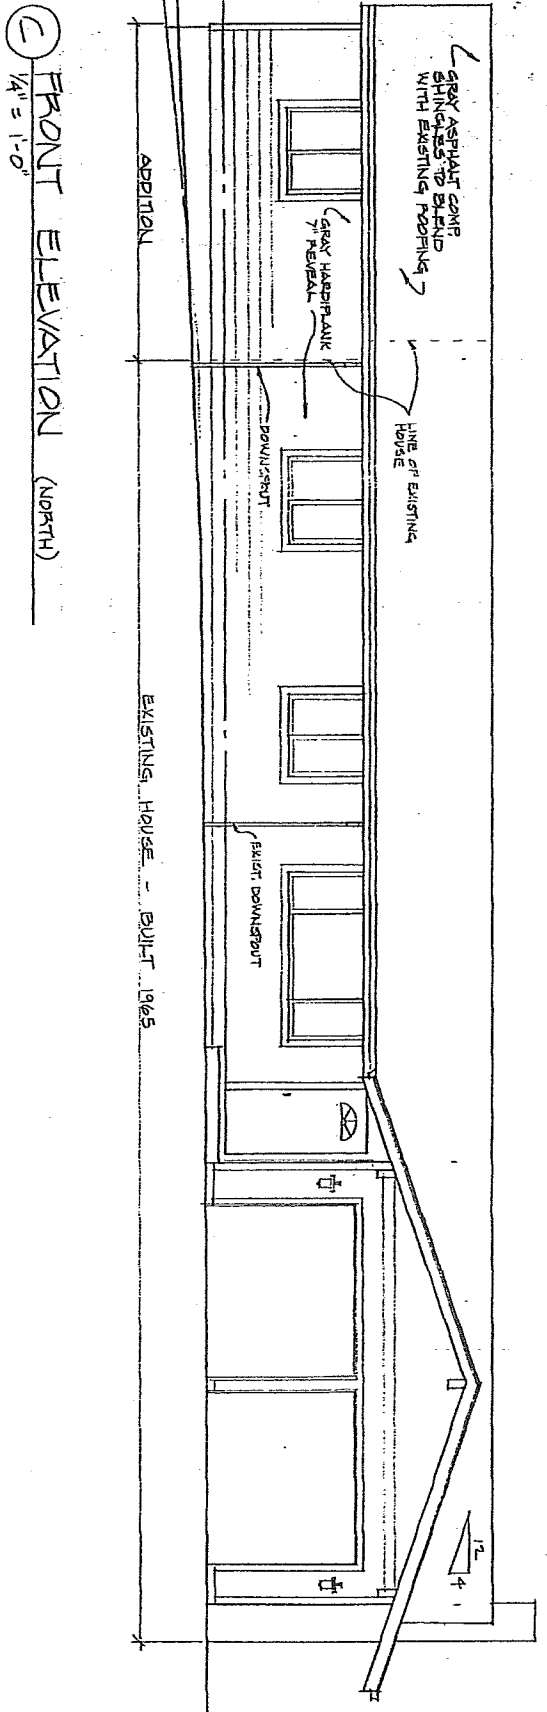 GRAY ASPHALT COMP.
SHINGLES TO BLEND
WITH EXISTING ROOFING
LINE OF EXISTING
HOUSE
GRAY HARDIPLANK
7" REVEAL
DOWNSPOUT
EXIST. DOWNSPOUT
12
4
ADDITION
EXISTING HOUSE - BUILT 1965
C
FRONT ELEVATION (NORTH)
1/4" = 1'-0"